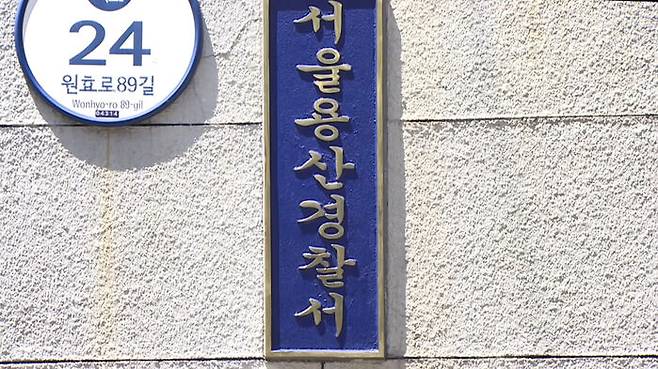 24
원효로89길
Wonhyo-ro 89-gil
04314
서울용산경찰서